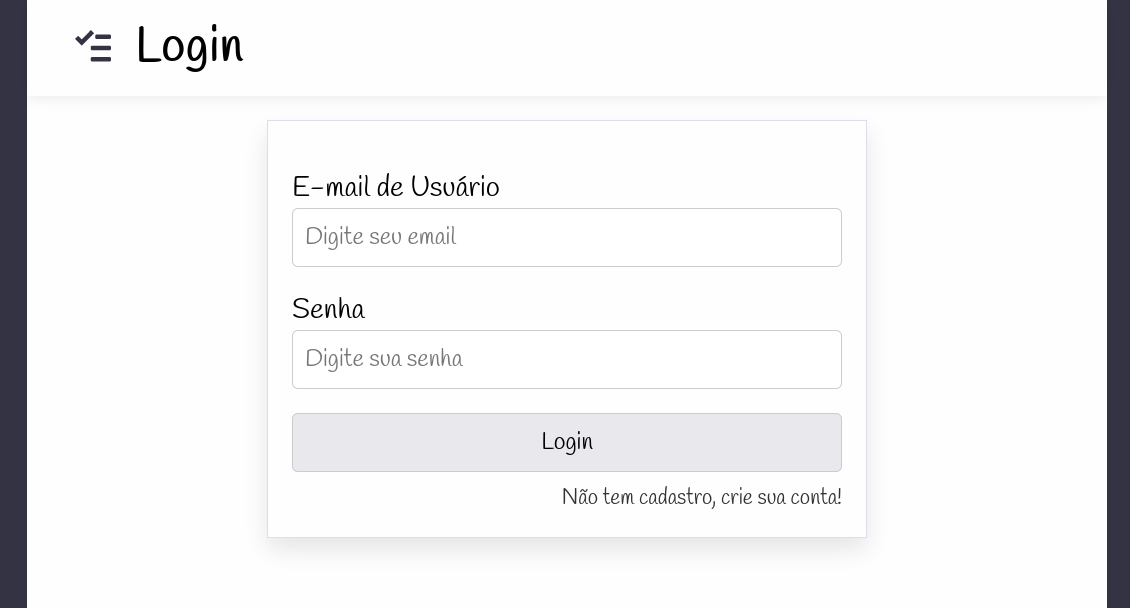 Login
E-mail de Usuário
Digite seu email
Senha
Digite sua senha
Login
Não tem cadastro, crie sua conta!